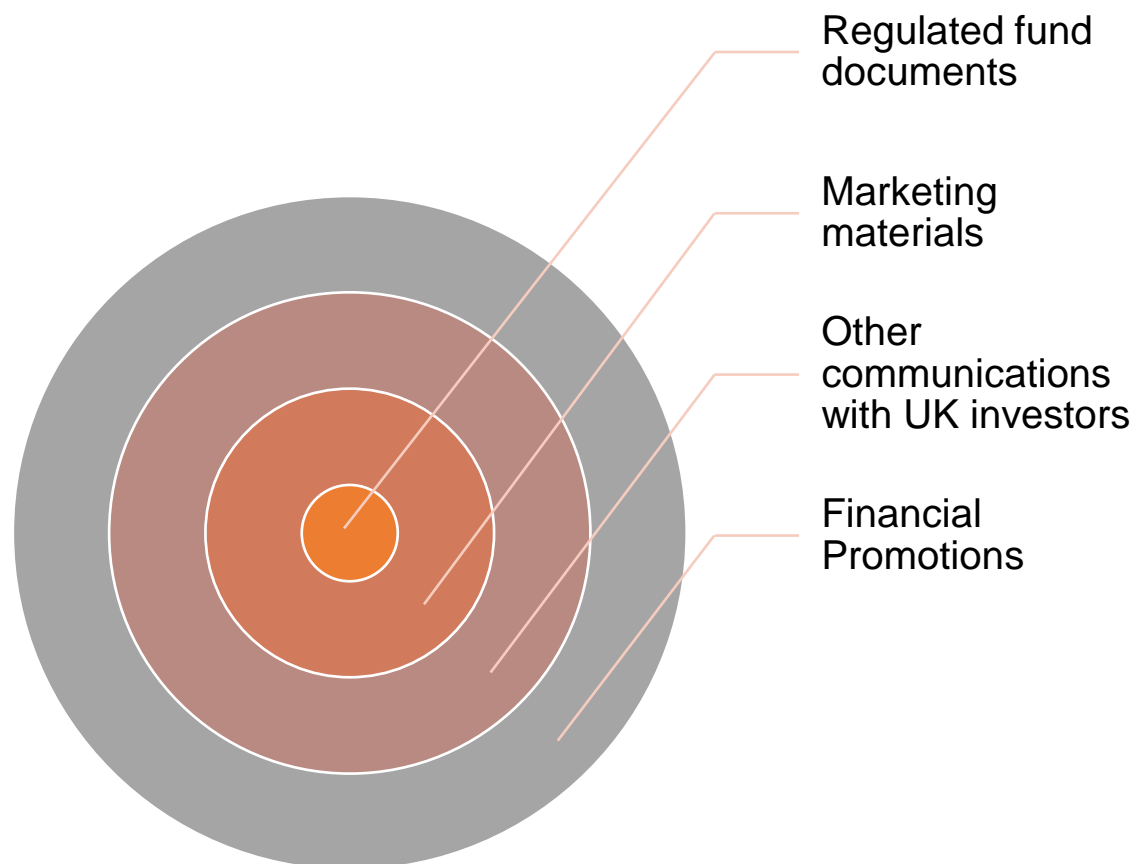 Regulated fund
documents
Marketing
materials
Other
communications
with UK investors
Financial
Promotions